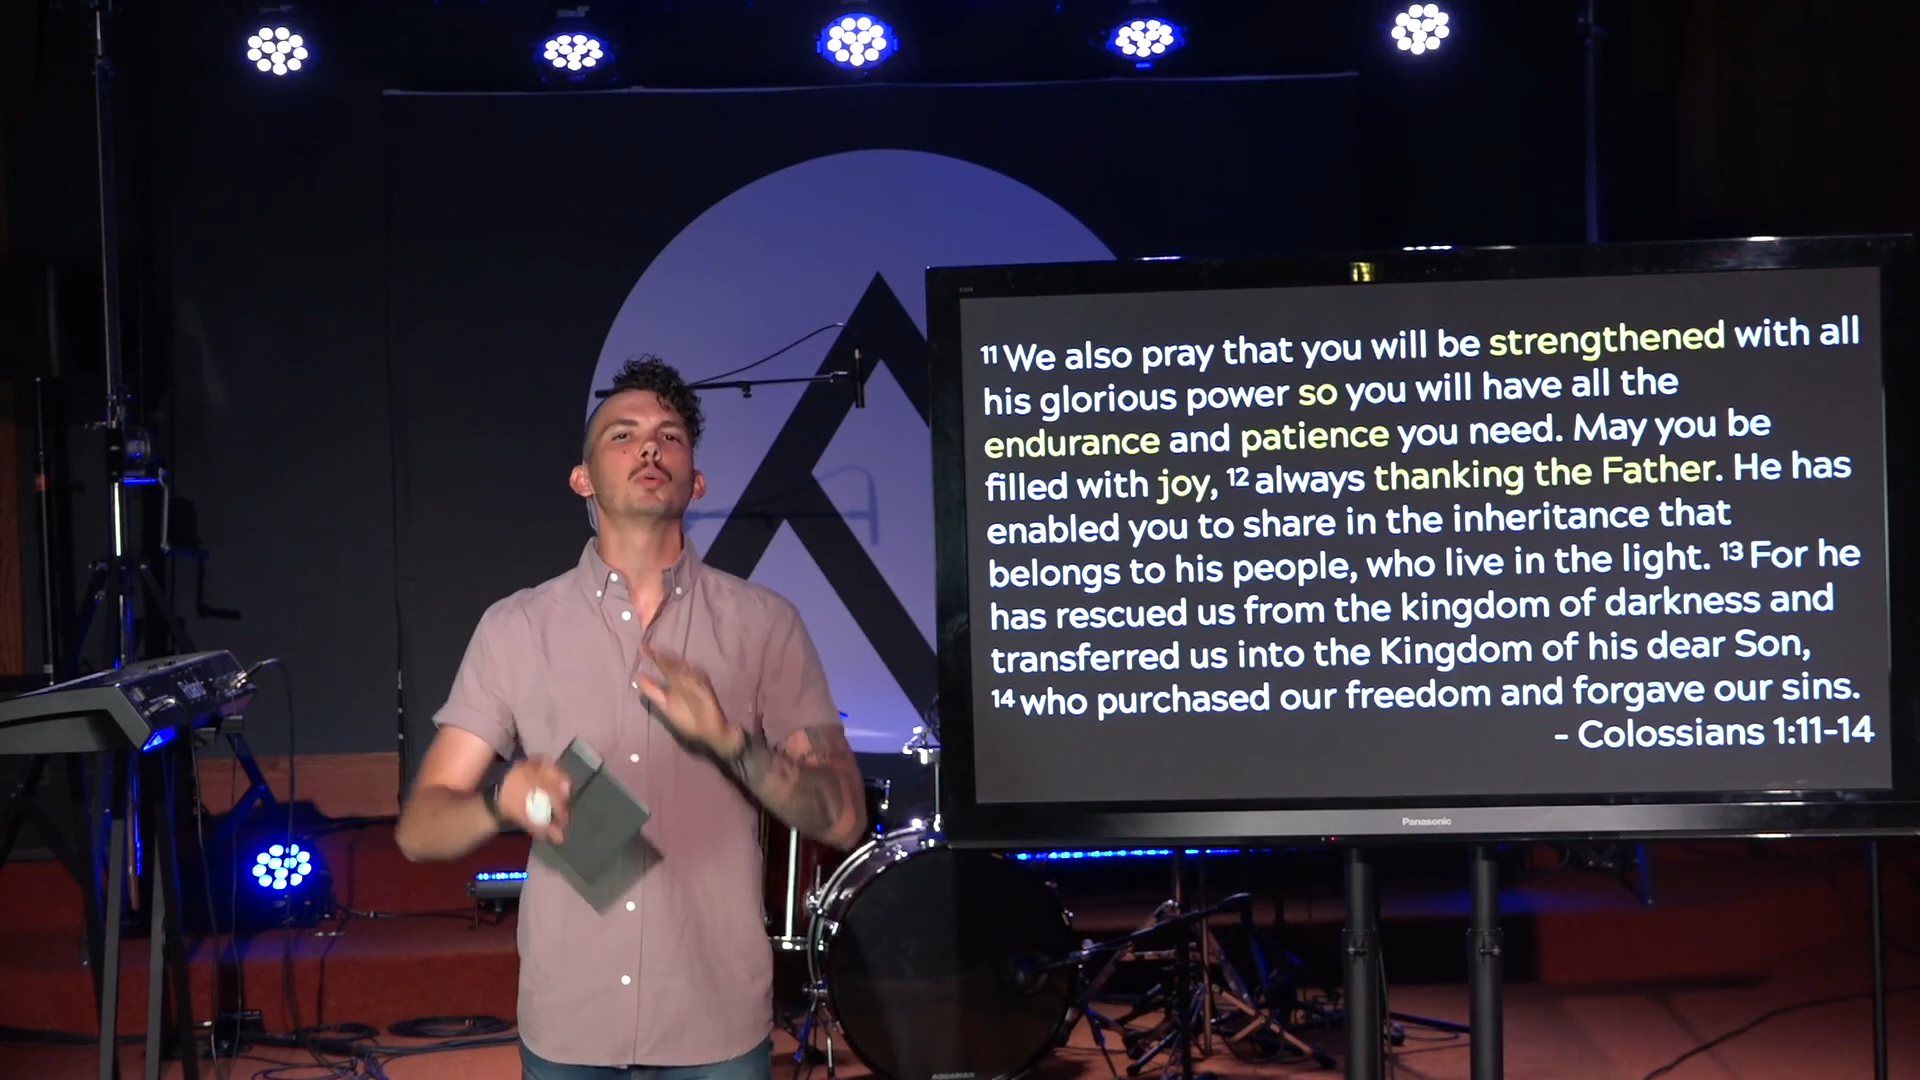 ¹¹ We also pray that you will be strengthened with all
his glorious power so you will have all the
endurance and patience you need. May you be
filled with joy, ¹² always thanking the Father. He has
enabled you to share in the inheritance that
belongs to his people, who live in the light. ¹³ For he
has rescued us from the kingdom of darkness and
transferred us into the Kingdom of his dear Son,
¹⁴ who purchased our freedom and forgave our sins.
- Colossians 1:11-14
Panasonic
AQUARIAN